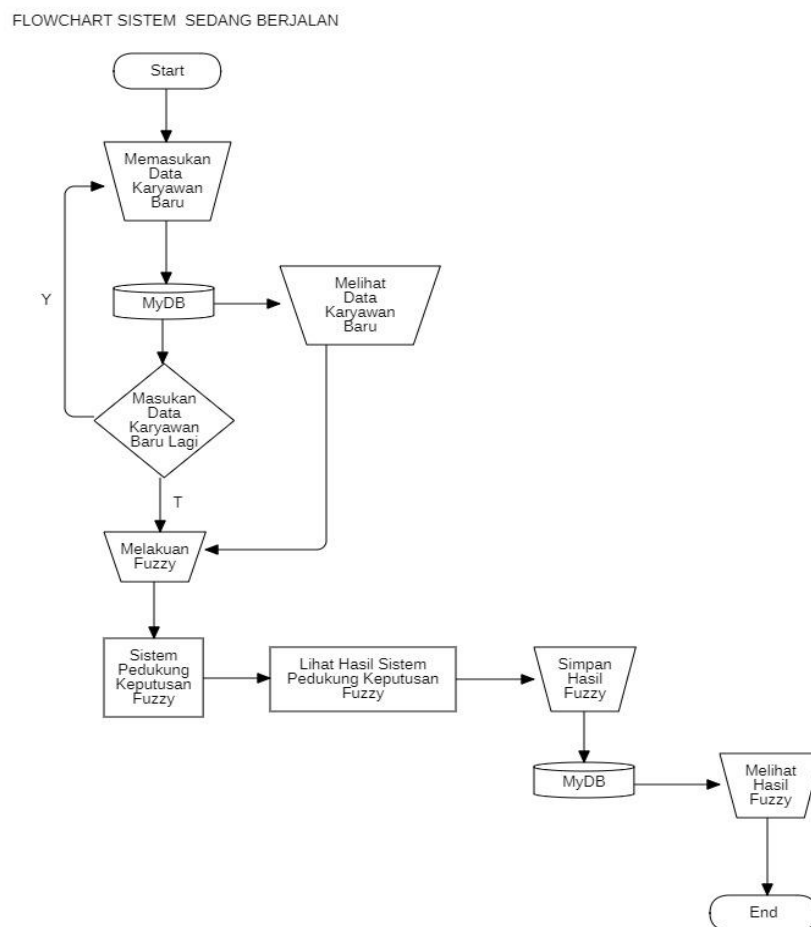 FLOWCHART SISTEM  SEDANG BERJALAN
Start
Memasukan
Data
Karyawan
Baru
Y
MyDB
Melihat
Data
Karyawan
Baru
Masukan
Data
Karyawan
Baru Lagi
T
Melakuan
Fuzzy
Sistem
Pedukung
Keputusan
Fuzzy
Lihat Hasil Sistem
Pedukung Keputusan
Fuzzy
Simpan
Hasil
Fuzzy
MyDB
Melihat
Hasil
Fuzzy
End